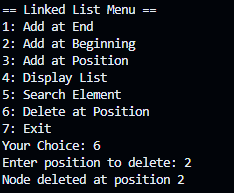 == Linked List Menu ==
1: Add at End
2: Add at Beginning
3: Add at Position
4: Display List
5: Search Element
6: Delete at Position
7: Exit
Your Choice: 6
Enter position to delete: 2
Node deleted at position 2